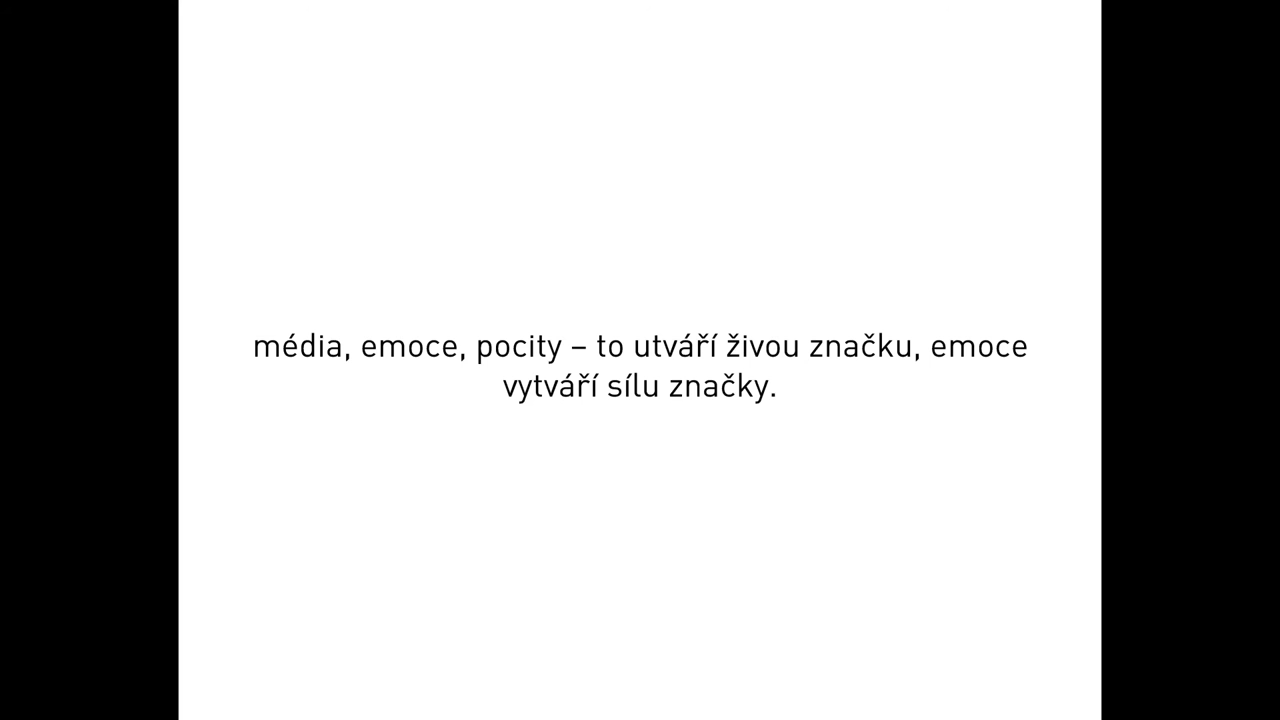 média, emoce, pocity – to utváří živou značku, emoce
vytváří sílu značky.